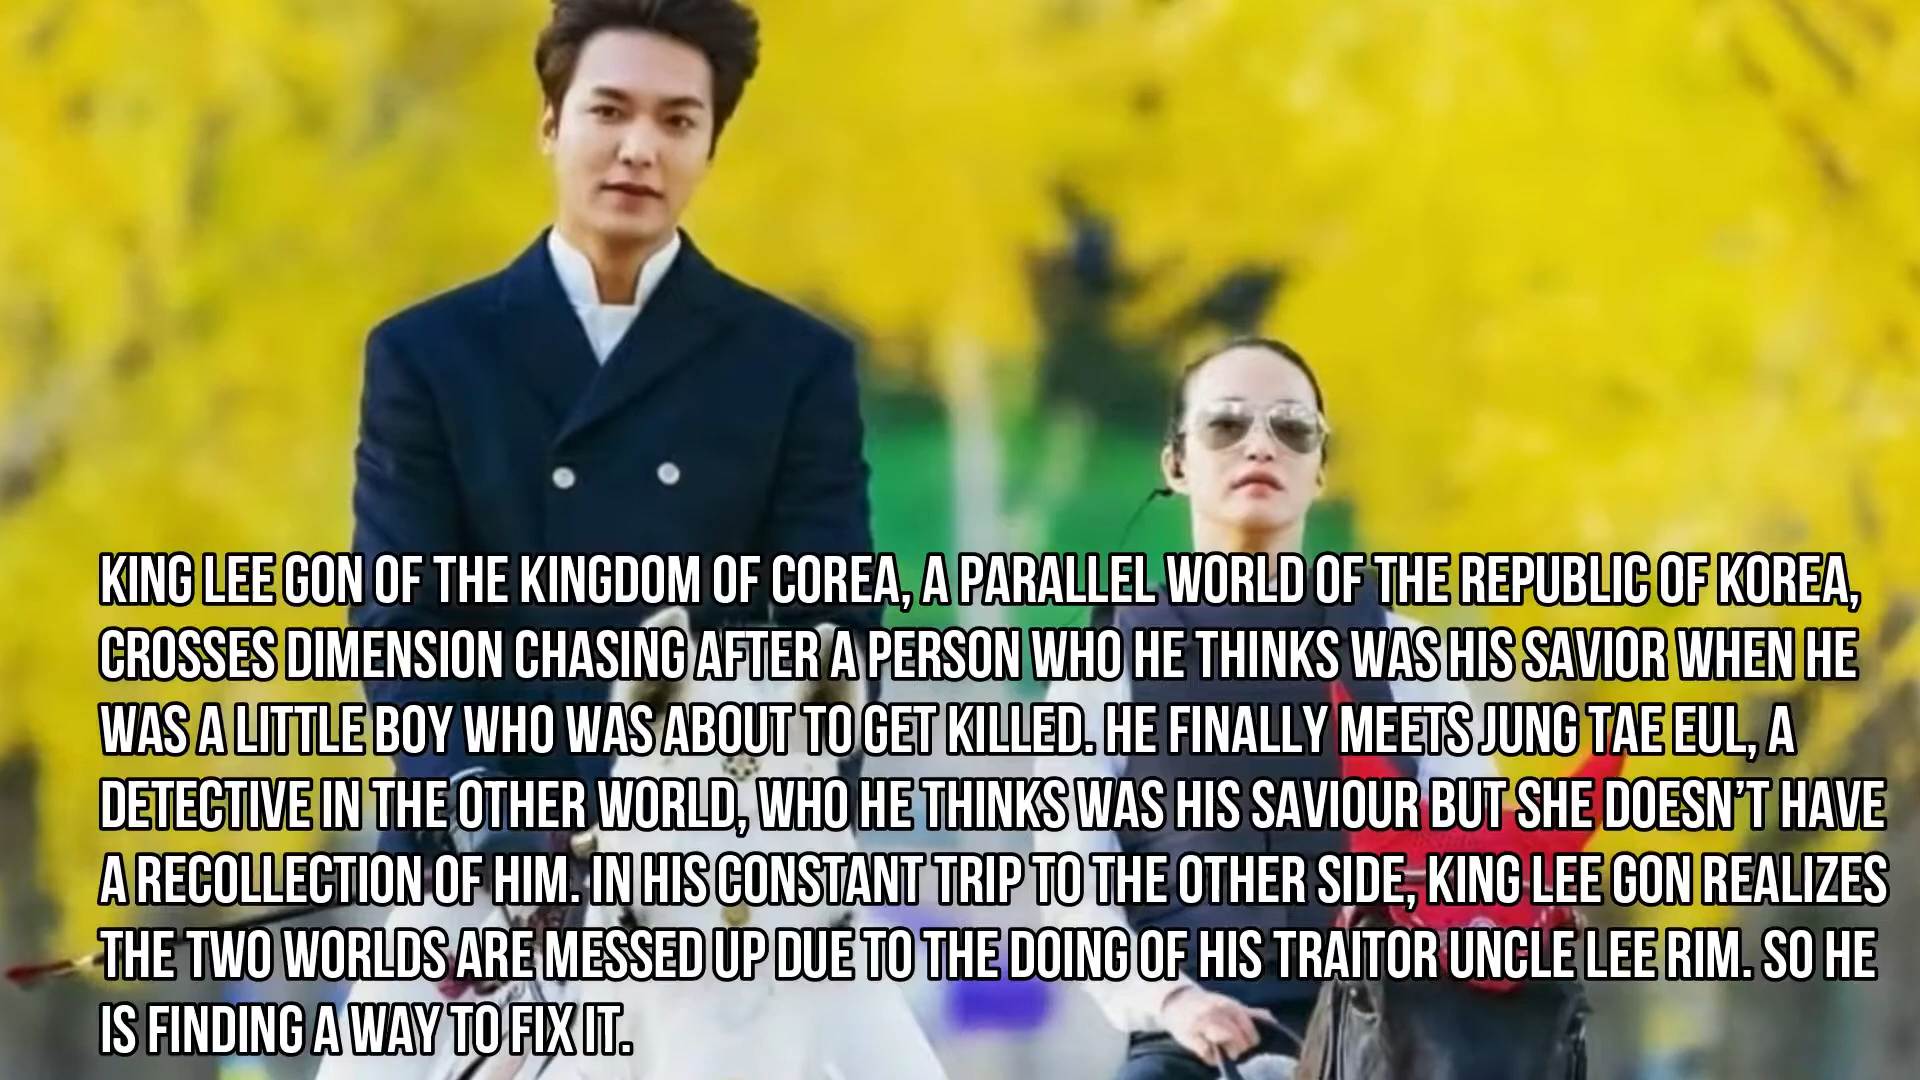 KING LEE GON OF THE KINGDOM OF COREA, A PARALLEL WORLD OF THE REPUBLIC OF KOREA,
CROSSES DIMENSION CHASING AFTER A PERSON WHO HE THINKS WAS HIS SAVIOR WHEN HE
WAS A LITTLE BOY WHO WAS ABOUT TO GET KILLED. HE FINALLY MEETS JUNG TAE EUL, A
DETECTIVE IN THE OTHER WORLD, WHO HE THINKS WAS HIS SAVIOUR BUT SHE DOESN'T HAVE
A RECOLLECTION OF HIM. IN HIS CONSTANT TRIP TO THE OTHER SIDE, KING LEE GON REALIZES
THE TWO WORLDS ARE MESSED UP DUE TO THE DOING OF HIS TRAITOR UNCLE LEE RIM. SO HE
IS FINDING A WAY TO FIX IT.